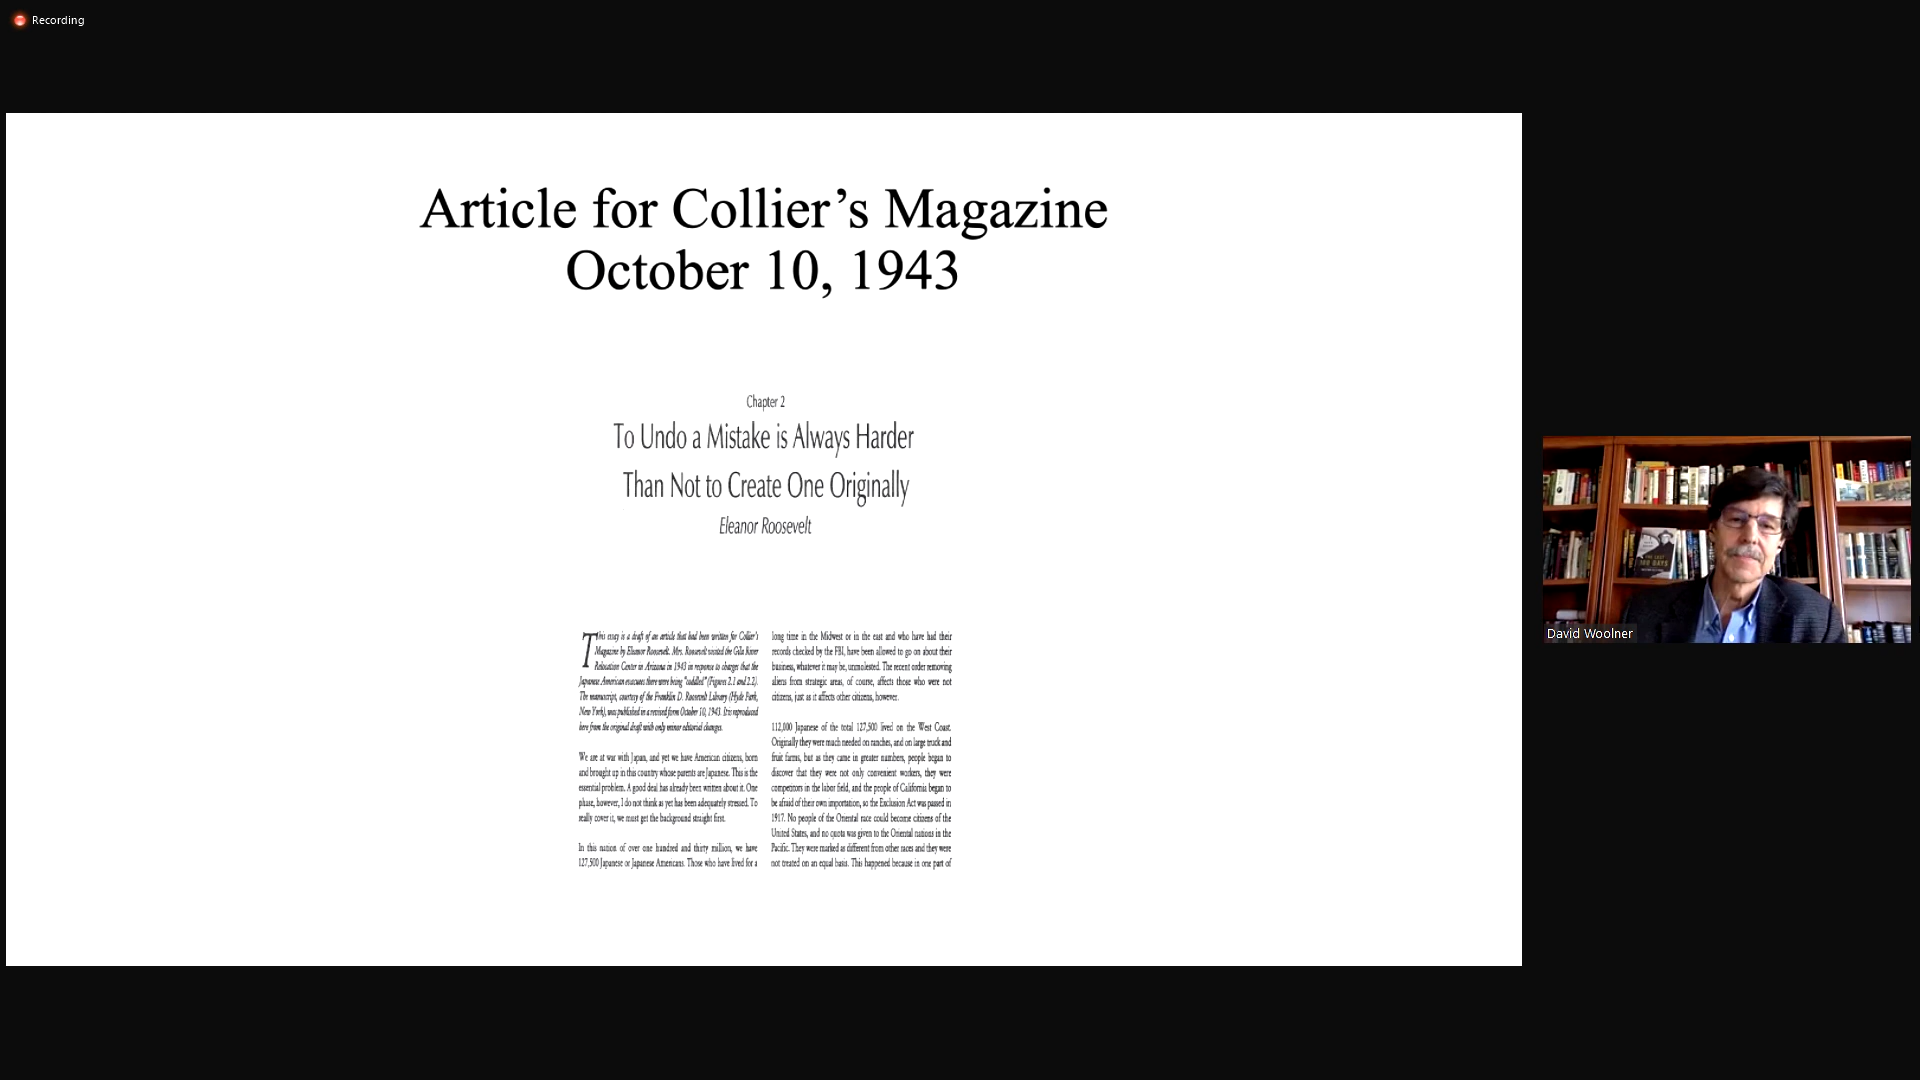 Recording
Article for Collier's Magazine
October 10, 1943
Chapter 2
To Undo a Mistake is Always Harder
Than Not to Create One Originally
Eleanor Roosevelt
This essay is a draft of an article that had been written for Collier's
Magazine by Eleanor Roosevelt. Mrs. Roosevelt visited the Gila River
Relocation Center in Arizona in 1943 in response to charges that the
Japanese American evacuees there were being "coddled" (Figures 2.1 and 2.2).
The manuscript, courtesy of the Franklin D. Roosevelt Library (Hyde Park,
New York), was published in a revised form October 10, 1943. It is reproduced
here from the original draft with only minor editorial changes.
We are at war with Japan, and yet we have American citizens, born
and brought up in this country whose parents are Japanese. This is the
essential problem. A good deal has already been written about it. One
phase, however, I do not think as yet has been adequately stressed. To
really cover it, we must get the background straight first.
In this nation of over one hundred and thirty million, we have
127,500 Japanese or Japanese Americans. Those who have lived for a
long time in the Midwest or in the east and who have had their
records checked by the FBI, have been allowed to go on about their
business, whatever it may be, unmolested. The recent order removing
aliens from strategic areas, of course, affects those who were not
citizens, just as it affects other citizens, however.
112,000 Japanese of the total 127,500 lived on the West Coast.
Originally they were much needed on ranches, and on large truck and
fruit farms, but as they came in greater numbers, people began to
discover that they were not only convenient workers, they were
competitors in the labor field, and the people of California began to
be afraid of their own importation, so the Exclusion Act was passed in
1917. No people of the Oriental race could become citizens of the
United States, and no quota was given to the Oriental nations in the
Pacific. They were marked as different from other races and they were
not treated on an equal basis. This happened because in one part of
THE LAST
100 DAYS
David Woolner